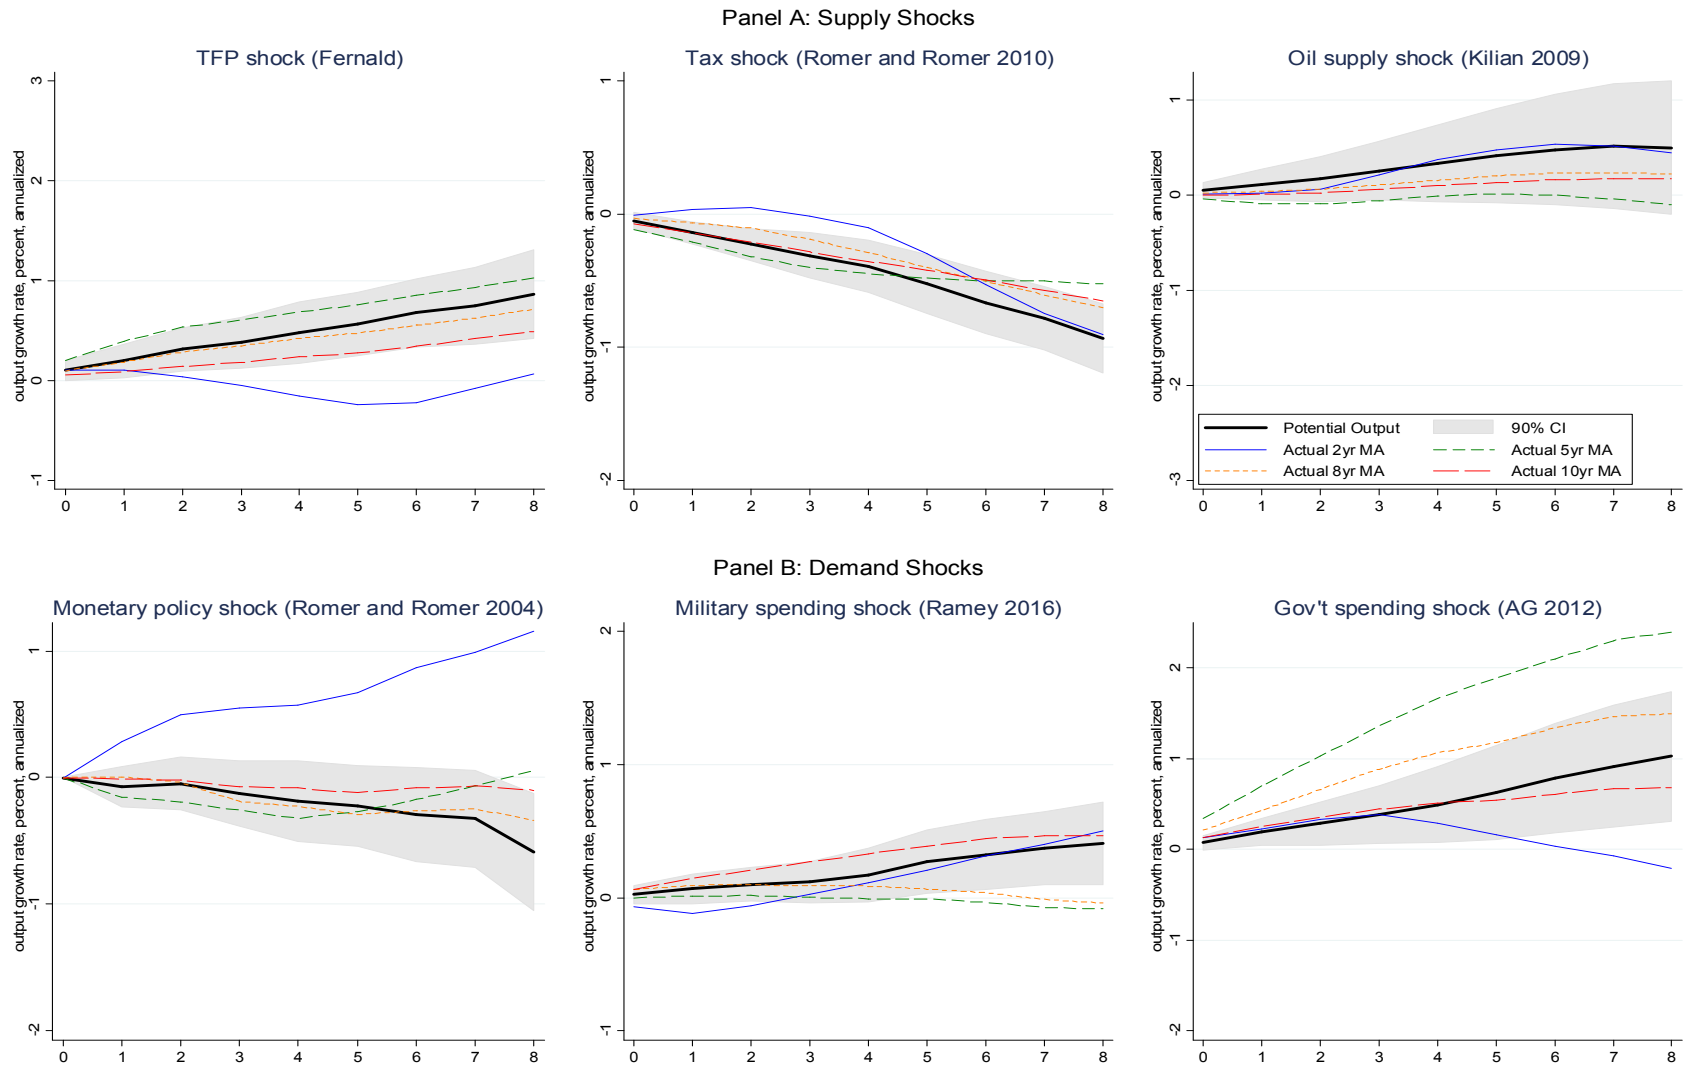 Panel A: Supply Shocks
TFP shock (Fernald)
output growth rate, percent, annualized
3
2
1
0
-1
0 1 2 3 4 5 6 7 8
Tax shock (Romer and Romer 2010)
output growth rate, percent, annualized
1
0
-1
-2
0 1 2 3 4 5 6 7 8
Oil supply shock (Kilian 2009)
output growth rate, percent, annualized
1
0
-1
-2
-3
Potential Output
90% CI
Actual 2yr MA
Actual 5yr MA
Actual 8yr MA
Actual 10yr MA
0 1 2 3 4 5 6 7 8
Panel B: Demand Shocks
Monetary policy shock (Romer and Romer 2004)
output growth rate, percent, annualized
1
0
-1
-2
0 1 2 3 4 5 6 7 8
Military spending shock (Ramey 2016)
output growth rate, percent, annualized
2
1
0
-1
0 1 2 3 4 5 6 7 8
Gov't spending shock (AG 2012)
output growth rate, percent, annualized
2
1
0
-1
-2
0 1 2 3 4 5 6 7 8